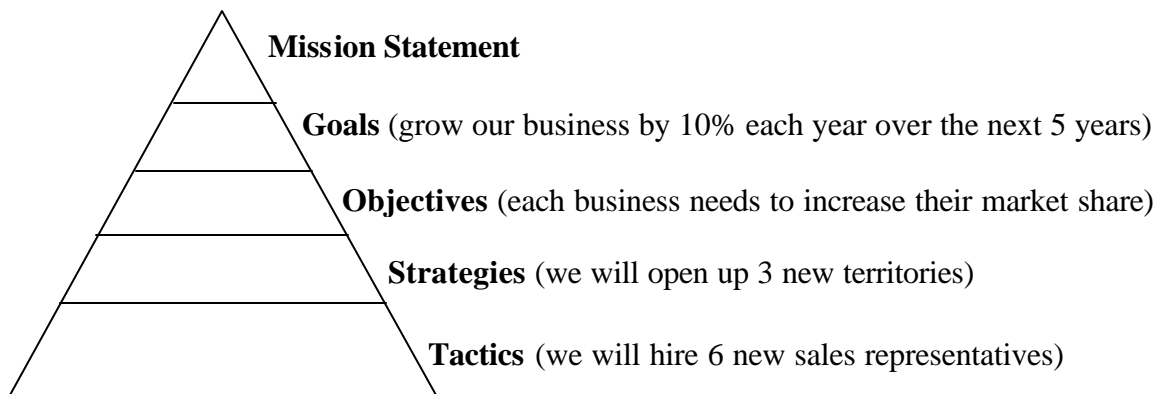 Mission Statement
Goals (grow our business by 10% each year over the next 5 years)
Objectives (each business needs to increase their market share)
Strategies (we will open up 3 new territories)
Tactics (we will hire 6 new sales representatives)